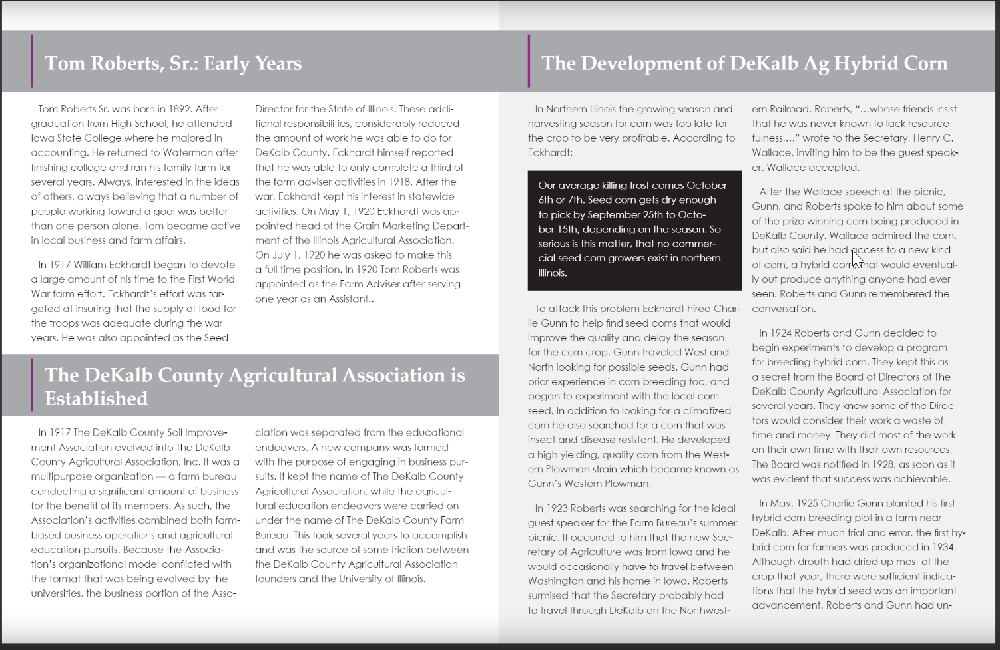 Tom Roberts, Sr.: Early Years
Tom Roberts Sr. was born in 1892. After
graduation from High School, he attended
Iowa State College where he majored in
accounting. He returned to Waterman after
finishing college and ran his family farm for
several years. Always, interested in the ideas
of others, always believing that a number of
people working toward a goal was better
than one person alone, Tom became active
in local business and farm affairs.
In 1917 William Eckhardt began to devote
a large amount of his time to the First World
War farm effort. Eckhardt's effort was tar-
geted at insuring that the supply of food for
the troops was adequate during the war
years. He was also appointed as the Seed
Director for the State of Illinois. These addi-
tional responsibilities, considerably reduced
the amount of work he was able to do for
DeKalb County. Eckhardt himself reported
that he was able to only complete a third of
the farm adviser activities in 1918. After the
war, Eckhardt kept his interest in statewide
activities. On May 1, 1920 Eckhardt was ap-
pointed head of the Grain Marketing Depart-
ment of the Illinois Agricultural Association.
On July 1, 1920 he was asked to make this
a full time position. In 1920 Tom Roberts was
appointed as the Farm Adviser after serving
one year as an Assistant..
The DeKalb County Agricultural Association is
Established
In 1917 The DeKalb County Soil Improve-
ment Association evolved into The DeKalb
County Agricultural Association, Inc. It was a
multipurpose organization — a farm bureau
conducting a significant amount of business
for the benefit of its members. As such, the
Association's activities combined both farm-
based business operations and agricultural
education pursuits. Because the Associa-
tion's organizational model conflicted with
the format that was being evolved by the
universities, the business portion of the Asso-
ciation was separated from the educational
endeavors. A new company was formed
with the purpose of engaging in business pur-
suits. It kept the name of The DeKalb County
Agricultural Association, while the agricul-
tural education endeavors were carried on
under the name of The DeKalb County Farm
Bureau. This took several years to accomplish
and was the source of some friction between
the DeKalb County Agricultural Association
founders and the University of Illinois.
The Development of DeKalb Ag Hybrid Corn
In Northern Illinois the growing season and
harvesting season for corn was too late for
the crop to be very profitable. According to
Eckhardt:
Our average killing frost comes October
6th or 7th. Seed corn gets dry enough
to pick by September 25th to Octo-
ber 15th, depending on the season. So
serious is this matter, that no commer-
cial seed corn growers exist in northern
Illinois.
To attack this problem Eckhardt hired Char-
lie Gunn to help find seed corns that would
improve the quality and delay the season
for the corn crop. Gunn traveled West and
North looking for possible seeds. Gunn had
prior experience in corn breeding too, and
began to experiment with the local corn
seed. In addition to looking for a climatized
corn he also searched for a corn that was
insect and disease resistant. He developed
a high yielding, quality corn from the West-
ern Plowman strain which became known as
Gunn's Western Plowman.
In 1923 Roberts was searching for the ideal
guest speaker for the Farm Bureau's summer
picnic. It occurred to him that the new Sec-
retary of Agriculture was from Iowa and he
would occasionally have to travel between
Washington and his home in Iowa. Roberts
surmised that the Secretary probably had
to travel through DeKalb on the Northwest-
ern Railroad. Roberts, “…whose friends insist
that he was never known to lack resource-
fulness,…” wrote to the Secretary, Henry C.
Wallace, inviting him to be the guest speak-
er. Wallace accepted.
After the Wallace speech at the picnic,
Gunn, and Roberts spoke to him about some
of the prize winning corn being produced in
DeKalb County. Wallace admired the corn,
but also said he had access to a new kind
of corn, a hybrid corn that would eventual-
ly out produce anything anyone had ever
seen. Roberts and Gunn remembered the
conversation.
In 1924 Roberts and Gunn decided to
begin experiments to develop a program
for breeding hybrid corn. They kept this as
a secret from the Board of Directors of The
DeKalb County Agricultural Association for
several years. They knew some of the Direc-
tors would consider their work a waste of
time and money. They did most of the work
on their own time with their own resources.
The Board was notified in 1928, as soon as it
was evident that success was achievable.
In May, 1925 Charlie Gunn planted his first
hybrid corn breeding plot in a farm near
DeKalb. After much trial and error, the first hy-
brid corn for farmers was produced in 1934.
Although drouth had dried up most of the
crop that year, there were sufficient indica-
tions that the hybrid seed was an important
advancement. Roberts and Gunn had un-